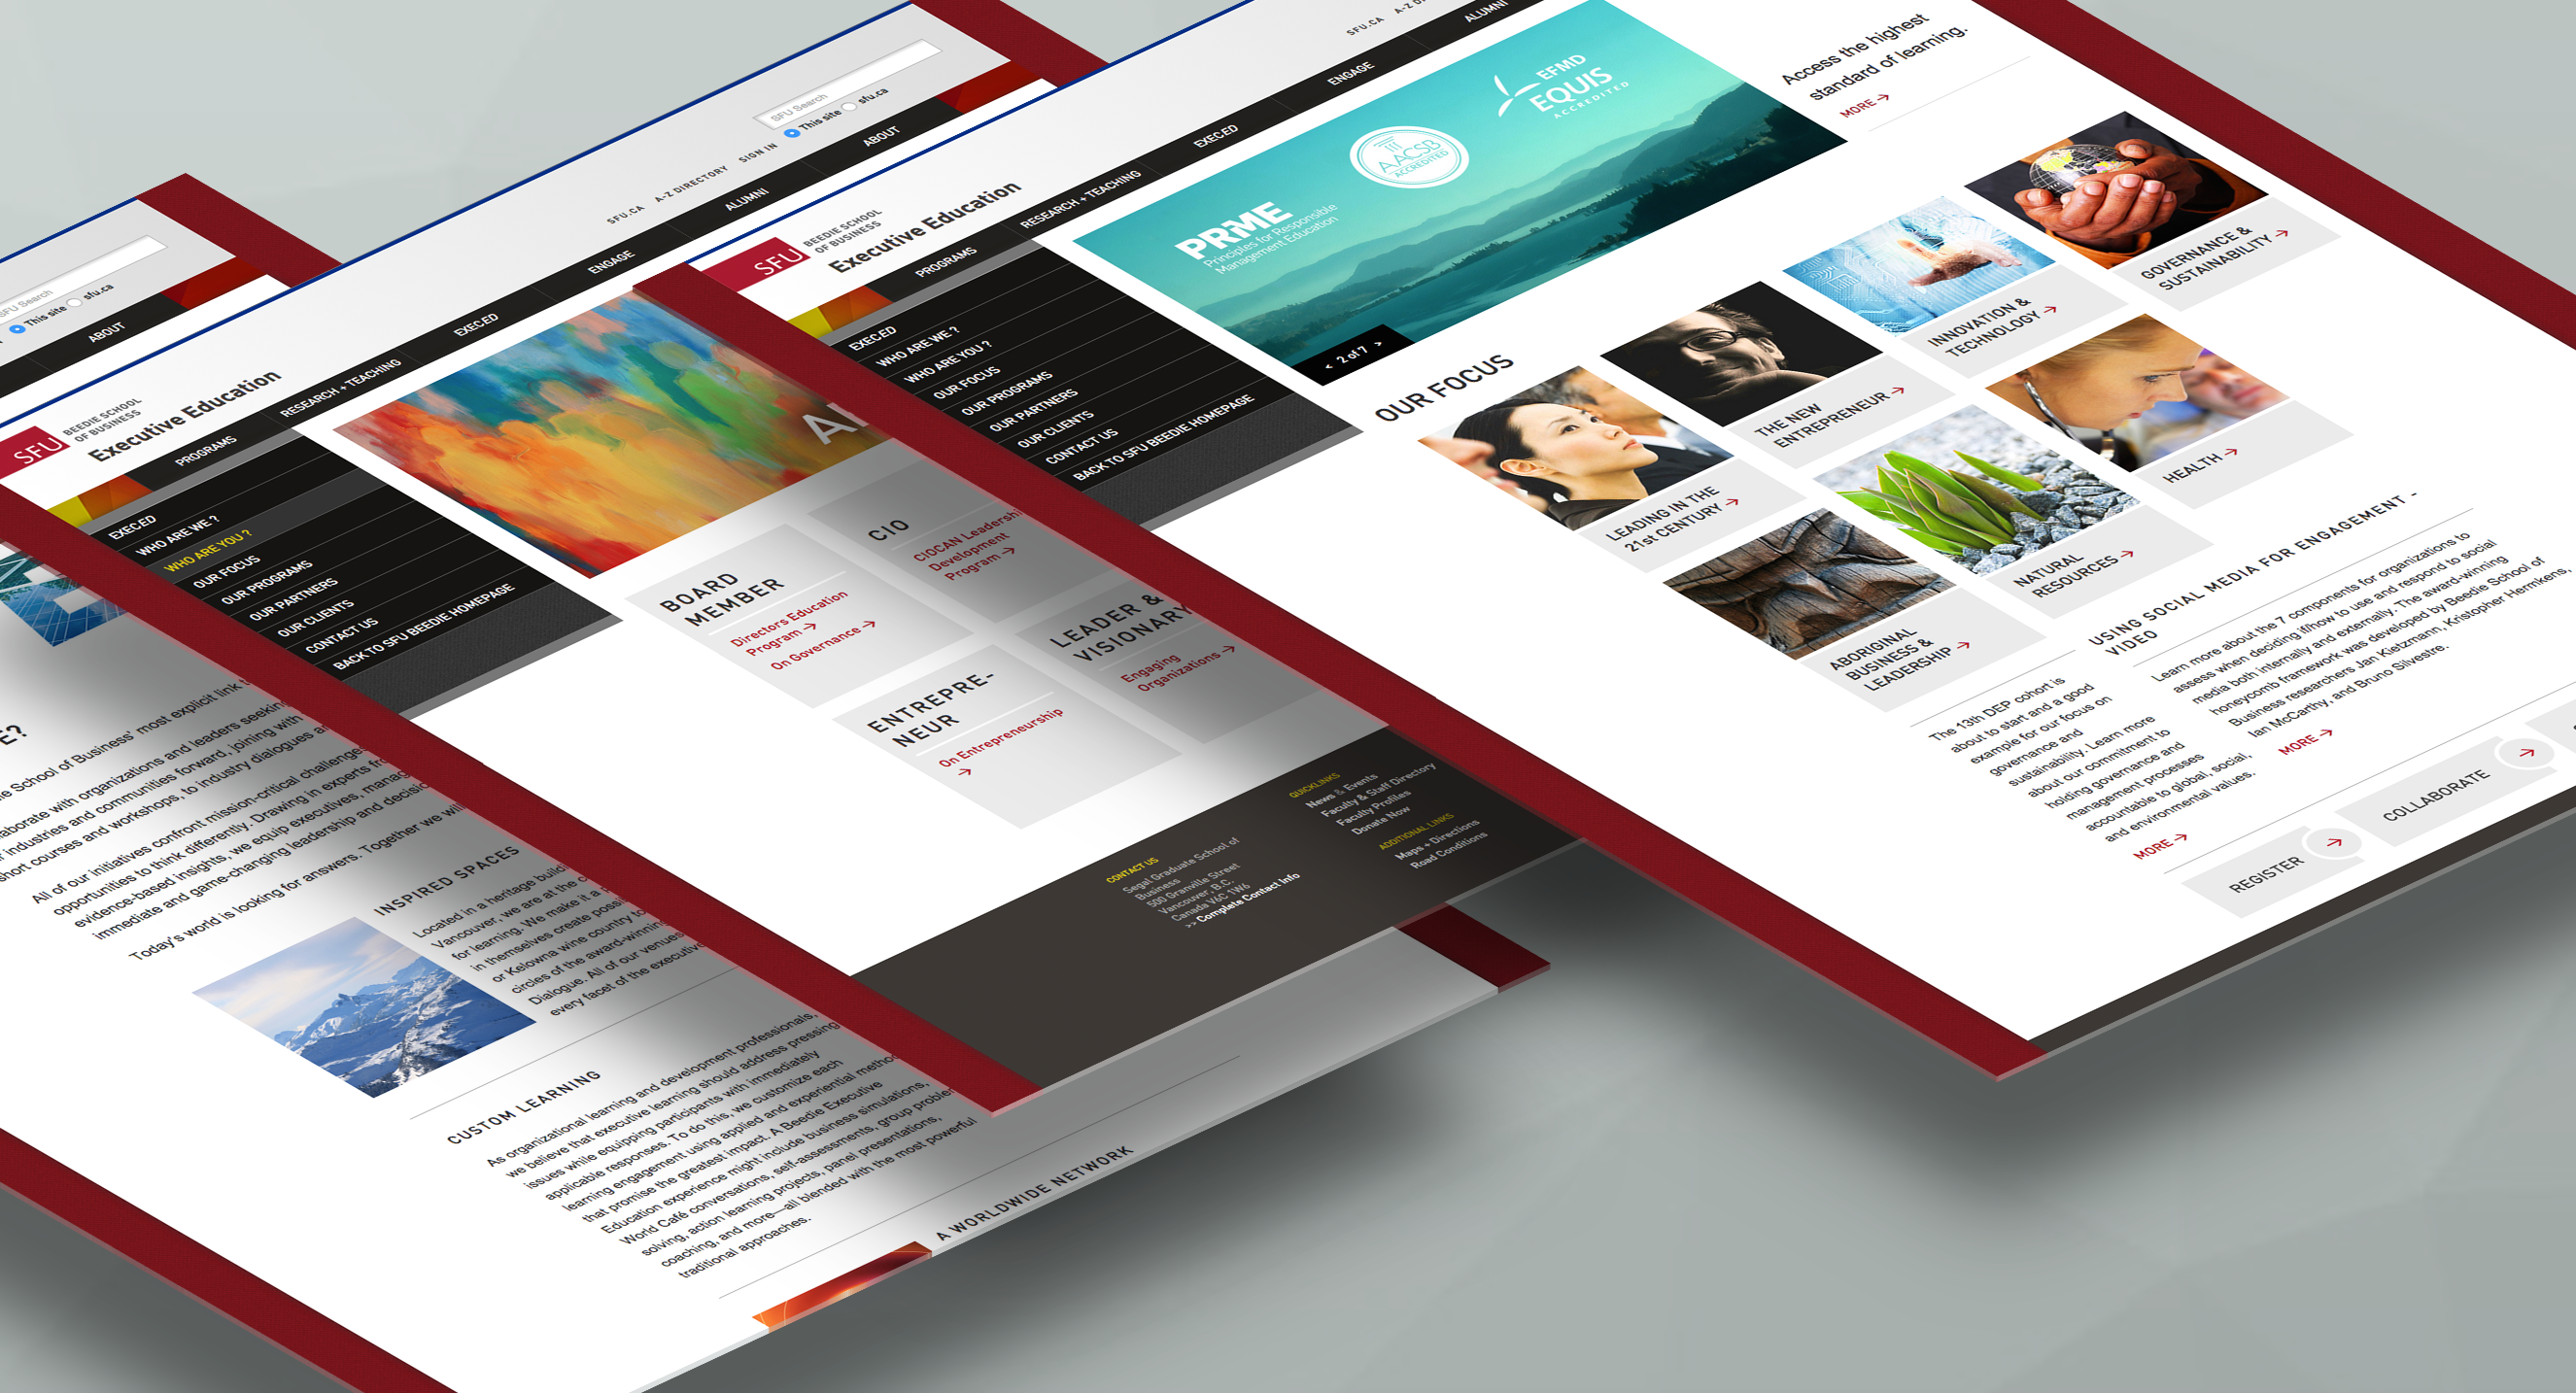 SFU Search
This site
sfu.ca
ABOUT
E?
School of Business' most explicit link
with organizations and leaders seeking
industries and communities forward, joining with
short courses and workshops, to industry dialogues
All of our initiatives confront mission-critical challenges
opportunities to think differently. Drawing in experts
evidence-based insights, we equip executives,
immediate and game-changing leadership and
Today's world is looking for answers. Together we
INSPIRED SPACES
Located in a heritage
Vancouver, we are at the
for learning. We make it a
in themselves create
or Kelowna wine country
circles of the award-winning
Dialogue. All of our venues
every facet of the executive
CUSTOM LEARNING
As organizational learning and development professionals,
we believe that executive learning should address pressing
issues while equipping participants with immediately
applicable responses. To do this, we customize each
learning engagement using applied and experiential
that promise the greatest impact. A Beedie Executive
Education experience might include business simulations,
World Café conversations, self-assessments, group
solving, action learning projects, panel presentations,
coaching, and more—all blended with the most powerful
traditional approaches.
A WORLDWIDE NETWORK
SFU Search
This site
sfu.ca
SFU.CA
A-Z DIRECTORY
SIGN IN
SFU
BEEDIE SCHOOL
OF BUSINESS
Executive Education
PROGRAMS
RESEARCH + TEACHING
EXECED
ENGAGE
ALUMNI
ABOUT
EXECED
WHO ARE WE ?
WHO ARE YOU ?
OUR FOCUS
OUR PROGRAMS
OUR PARTNERS
OUR CLIENTS
CONTACT US
BACK TO SFU BEEDIE HOMEPAGE
BOARD
MEMBER
Directors Education
Program →
On Governance →
CIO
CIOCAN
Development
Program →
ENTREPRE-
NEUR
On Entrepreneurship
→
LEADER &
VISIONARY
Engaging
Organizations →
CONTACT US
Segal Graduate School of
Business
500 Granville Street
Vancouver, B.C.
Canada V6C 1W6
>> Complete Contact Info
QUICKLINKS
News & Events
Faculty & Staff Directory
Faculty Profiles
Donate Now
ADDITIONAL LINKS
Maps + Directions
Road Conditions
SFU.CA
SFU
BEEDIE SCHOOL
OF BUSINESS
Executive Education
PROGRAMS
RESEARCH + TEACHING
EXECED
ENGAGE
ALUMNI
EXECED
WHO ARE WE ?
WHO ARE YOU ?
OUR FOCUS
OUR PROGRAMS
OUR PARTNERS
OUR CLIENTS
CONTACT US
BACK TO SFU BEEDIE HOMEPAGE
PRME
Principles for Responsible
Management Education
AACSB
ACCREDITED
EFMD
EQUIS
ACCREDITED
< 2 of 7 >
Access the highest
standard of learning.
MORE →
OUR FOCUS
LEADING IN THE
21st CENTURY →
THE NEW
ENTREPRENEUR →
INNOVATION &
TECHNOLOGY →
GOVERNANCE &
SUSTAINABILITY →
ABORIGINAL
BUSINESS &
LEADERSHIP →
NATURAL
RESOURCES →
HEALTH →
The 13th DEP cohort is
about to start and a good
example for our focus on
governance and
sustainability. Learn more
about our commitment to
holding governance and
management processes
accountable to global, social,
and environmental values.
MORE →
USING SOCIAL MEDIA FOR ENGAGEMENT -
VIDEO
Learn more about the 7 components for organizations to
assess when deciding if/how to use and respond to social
media both internally and externally. The award-winning
honeycomb framework was developed by Beedie School of
Business researchers Jan Kietzmann, Kristopher Hermkens,
Ian McCarthy, and Bruno Silvestre.
MORE →
REGISTER →
COLLABORATE →